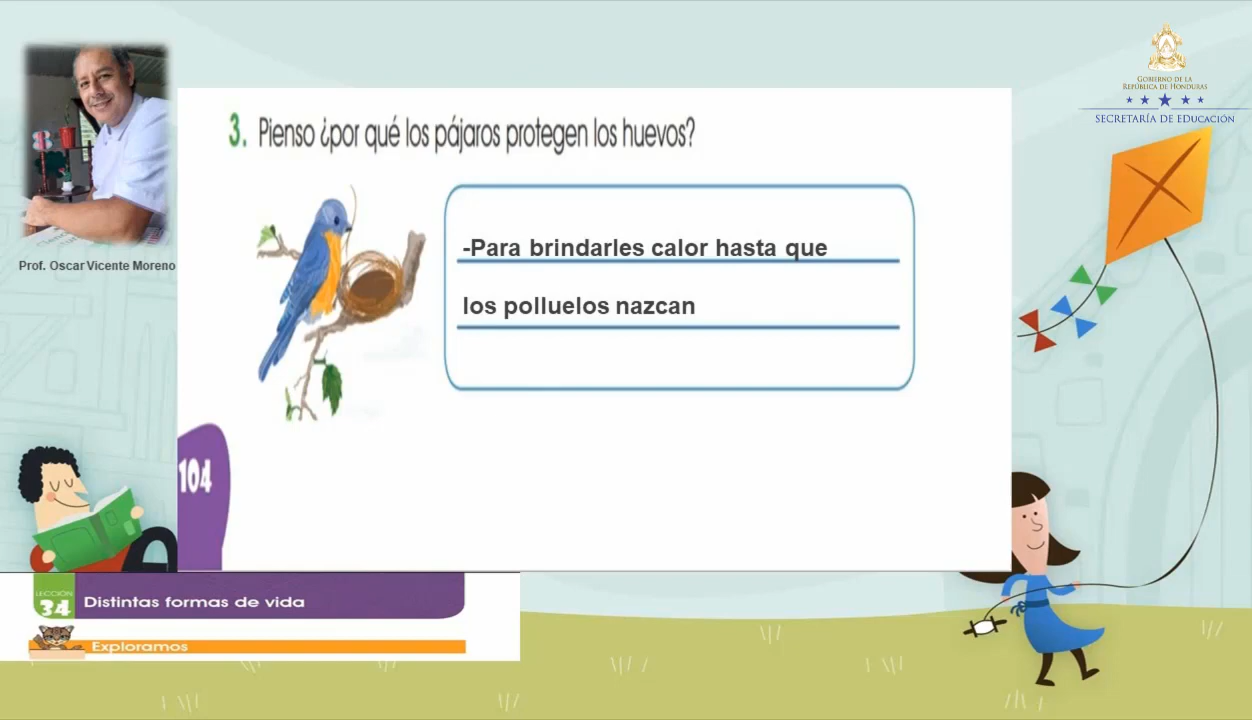 GOBIERNO DE LA
REPÚBLICA DE HONDURAS
SECRETARÍA DE EDUCACIÓN
Prof. Oscar Vicente Moreno
3. Pienso ¿por qué los pájaros protegen los huevos?
-Para brindarles calor hasta que
los polluelos nazcan
104
LECCIÓN
34
Distintas formas de vida
Exploramos